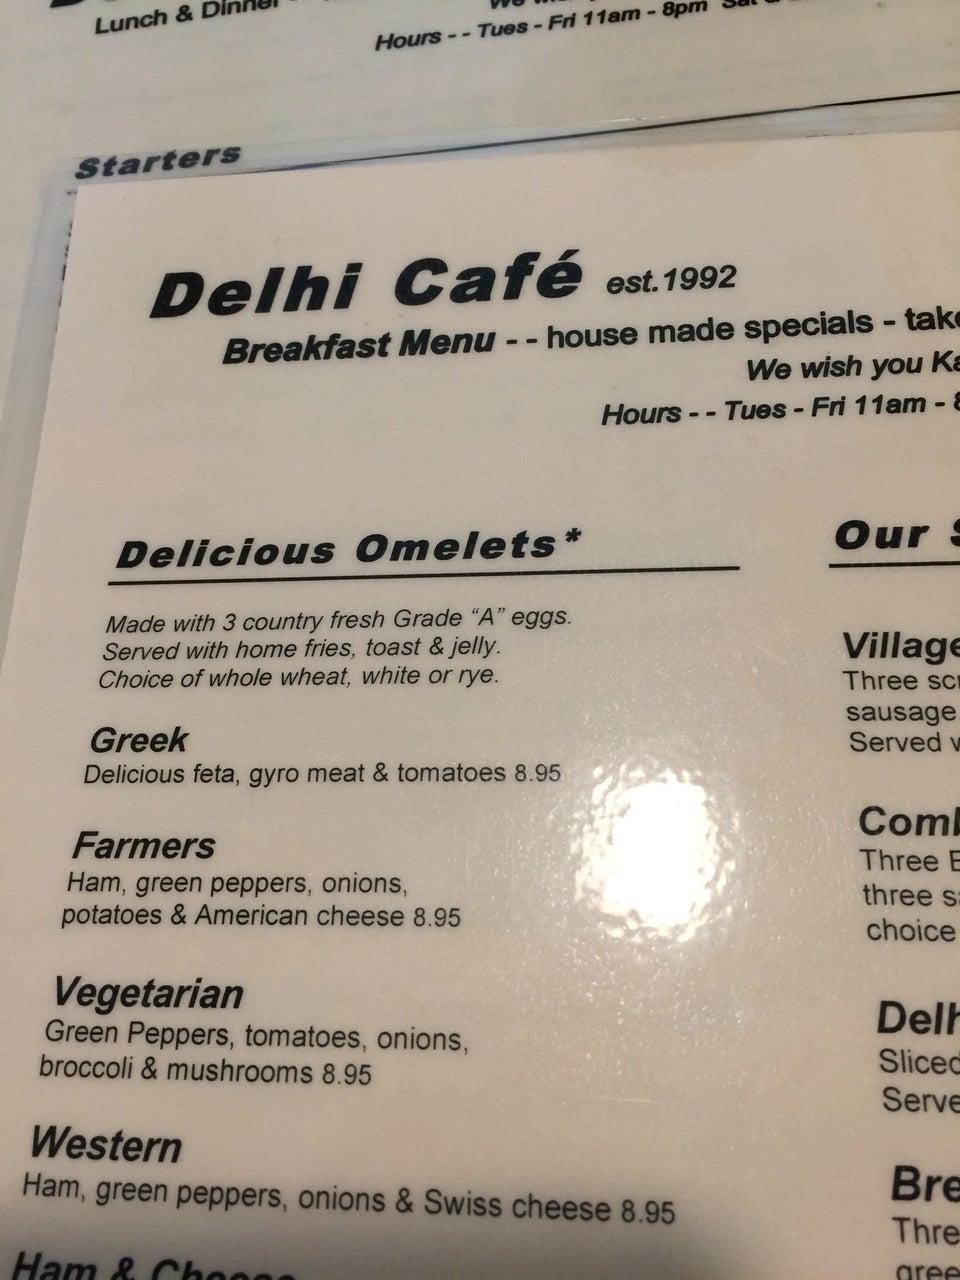 Lunch & Dinner
Hours - - Tues - Fri 11am - 8pm Sat
Starters
Delhi Café est.1992
Breakfast Menu - - house made specials -
We wish you
Hours - - Tues - Fri 11am -
Delicious Omelets*
Made with 3 country fresh Grade “A” eggs.
Served with home fries, toast & jelly.
Choice of whole wheat, white or rye.
Greek
Delicious feta, gyro meat & tomatoes 8.95
Farmers
Ham, green peppers, onions,
potatoes & American cheese 8.95
Vegetarian
Green Peppers, tomatoes, onions,
broccoli & mushrooms 8.95
Western
Ham, green peppers, onions & Swiss cheese 8.95
Ham & Cheese
Our
Village
Three
sausage
Served
Three
three
choice
Sliced